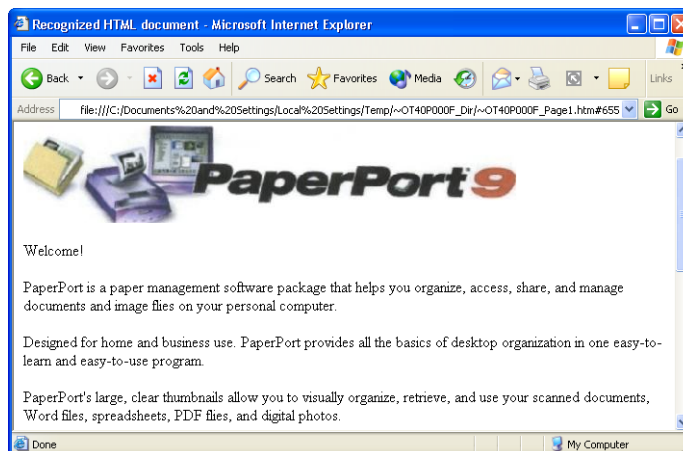 Recognized HTML document - Microsoft Internet Explorer
File Edit View Favorites Tools Help
Back Search Favorites Media Links
Address file:///C:/Documents%20and%20Settings/Local%20Settings/Temp/~OT40P000F_Dir/~OT40P000F_Page1.htm#655 Go
PaperPort 9
Welcome!
PaperPort is a paper management software package that helps you organize, access, share, and manage
documents and image flies on your personal computer.
Designed for home and business use. PaperPort provides all the basics of desktop organization in one easy-to-
learn and easy-to-use program.
PaperPort's large, clear thumbnails allow you to visually organize, retrieve, and use your scanned documents,
Word files, spreadsheets, PDF flies, and digital photos.
Done My Computer